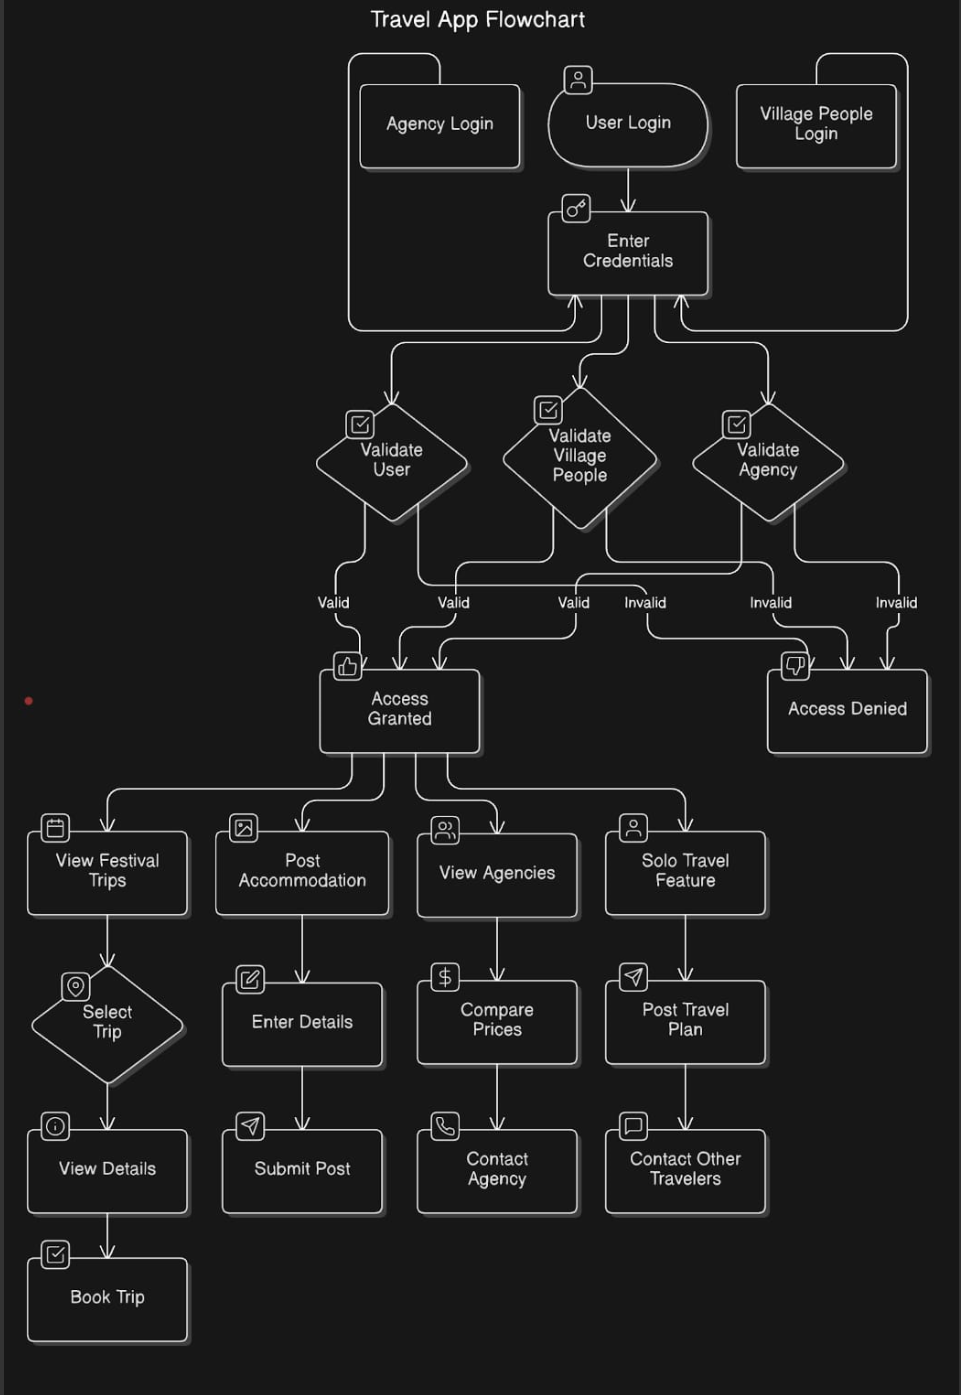 Travel App Flowchart
Agency Login
User Login
Village People
Login
Enter
Credentials
Validate
User
Validate
Village
People
Validate
Agency
Valid
Valid
Valid
Invalid
Invalid
Invalid
Access
Granted
Access Denied
View Festival
Trips
Post
Accommodation
View Agencies
Solo Travel
Feature
Select
Trip
Enter Details
Compare
Prices
Post Travel
Plan
View Details
Submit Post
Contact
Agency
Contact Other
Travelers
Book Trip